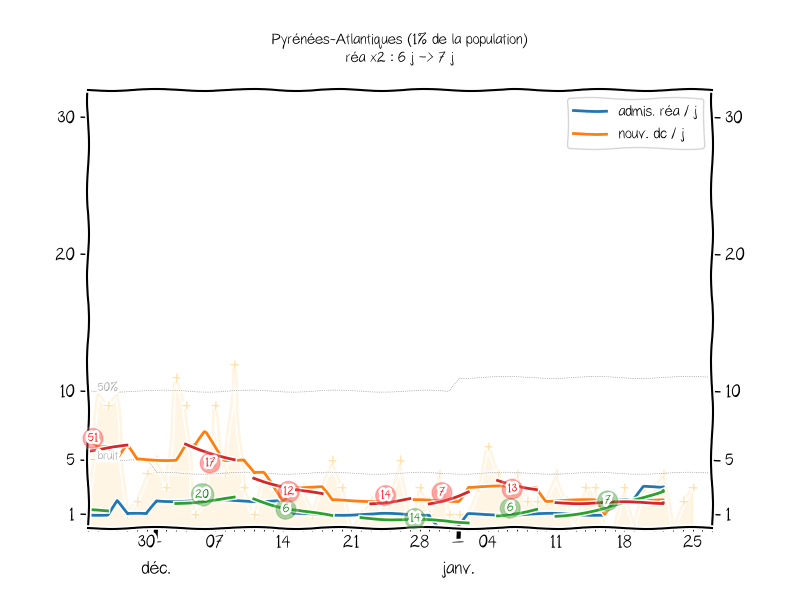 Pyrénées-Atlantiques (1% de la population)
réa x2 : 6 j -> 7 j
admis. réa / j
nouv. dc / j
30 30
20 20
10 10
5 5
1 1
50%
bruit
51
17
20
12
6
14
14
7
13
6
7
30 07 14 21 28 04 11 18 25
déc. janv.